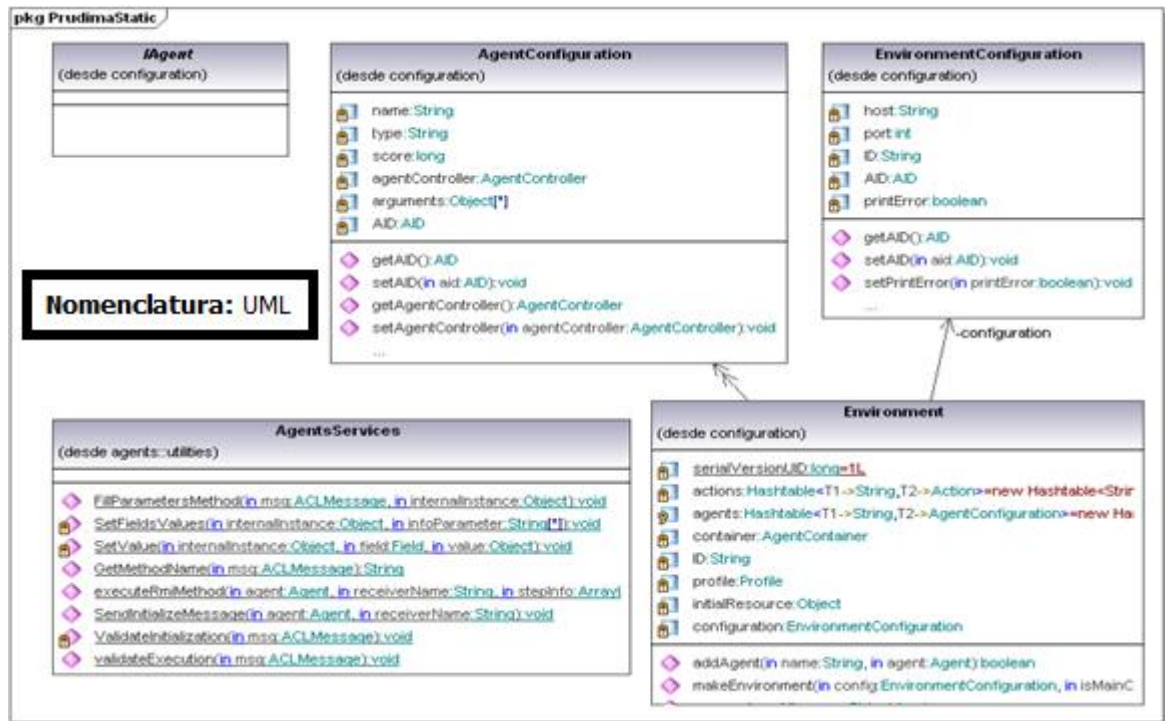 pkg PrudimaStatic
IAgent
(desde configuration)
AgentConfiguration
(desde configuration)
name:String
type:String
score:long
agentController:AgentController
arguments:Object[*]
AID:AID
getAID():AID
setAID(in aid:AID):void
getAgentController():AgentController
setAgentController(in agentController:AgentController):void
...
EnvironmentConfiguration
(desde configuration)
host:String
port:int
ID:String
AID:AID
printError:boolean
getAID():AID
setAID(in aid:AID):void
setPrintError(in printError:boolean):void
...
Nomenclatura: UML
-configuration
AgentsServices
(desde agents::utilities)
FillParametersMethod(in msg:ACLMessage, in internalInstance:Object):void
SetFieldsValues(in internalInstance:Object, in infoParameter:String[*]):void
SetValue(in internalInstance:Object, in field:Field, in value:Object):void
GetMethodName(in msg:ACLMessage):String
executeRmiMethod(in agent:Agent, in receiverName:String, in stepInfo:Arrayl
SendInitializeMessage(in agent:Agent, in receiverName:String):void
ValidateInitialization(in msg:ACLMessage):void
validateExecution(in msg:ACLMessage):void
Environment
(desde configuration)
serialVersionUID:long=1L
actions:Hashtable<T1->String,T2->Action>=new Hashtable<Strir
agents:Hashtable<T1->String,T2->AgentConfiguration>=new Ha
container:AgentContainer
ID:String
profile:Profile
initialResource:Object
configuration:EnvironmentConfiguration
addAgent(in name:String, in agent:Agent):boolean
makeEnvironment(in config:EnvironmentConfiguration, in isMainC